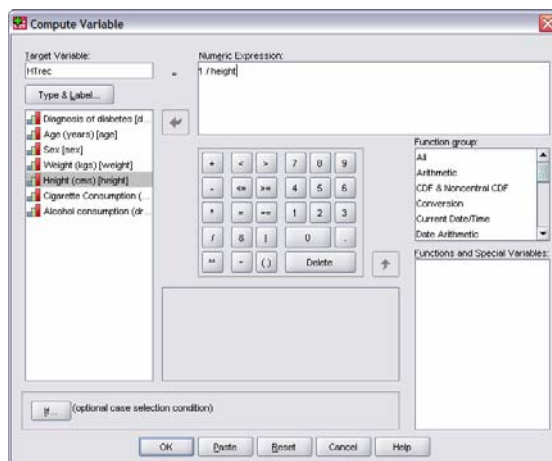 Compute Variable
Target Variable:
HTrec
=
Numeric Expression:
1 / height
Type & Label...
Diagnosis of diabetes [d...
Age (years) [age]
Sex [sex]
Weight (kgs) [weight]
Height (cms) [height]
Cigarette Consumption (...
Alcohol consumption (dr...
+ < > 7 8 9
- <= >= 4 5 6
* = ~= 1 2 3
/ & | 0 .
** ~ ( ) Delete
Function group:
All
Arithmetic
CDF & Noncentral CDF
Conversion
Current Date/Time
Date Arithmetic
Functions and Special Variables:
If... (optional case selection condition)
OK Paste Reset Cancel Help